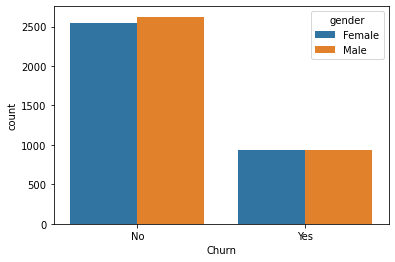 gender
Female
Male
2500
2000
1500
1000
500
0
count
No
Yes
Churn